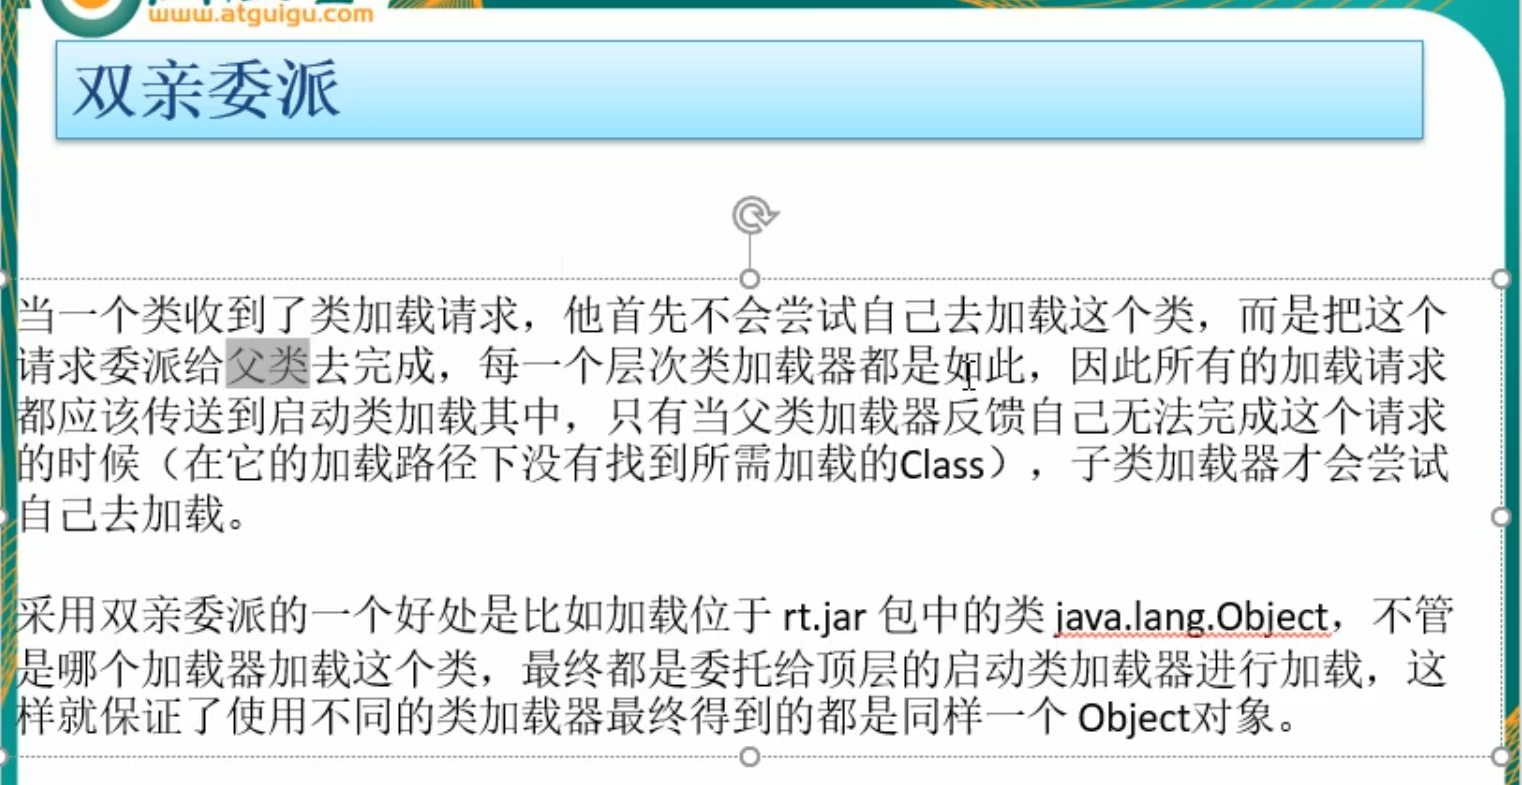 www.atguigu.com
双亲委派
当一个类收到了类加载请求，他首先不会尝试自己去加载这个类，而是把这个
请求委派给父类去完成，每一个层次类加载器都是如此，因此所有的加载请求
都应该传送到启动类加载其中，只有当父类加载器反馈自己无法完成这个请求
的时候（在它的加载路径下没有找到所需加载的Class），子类加载器才会尝试
自己去加载。
采用双亲委派的一个好处是比如加载位于 rt.jar 包中的类 java.lang.Object，不管
是哪个加载器加载这个类，最终都是委托给顶层的启动类加载器进行加载，这
样就保证了使用不同的类加载器最终得到的都是同样一个 Object对象。